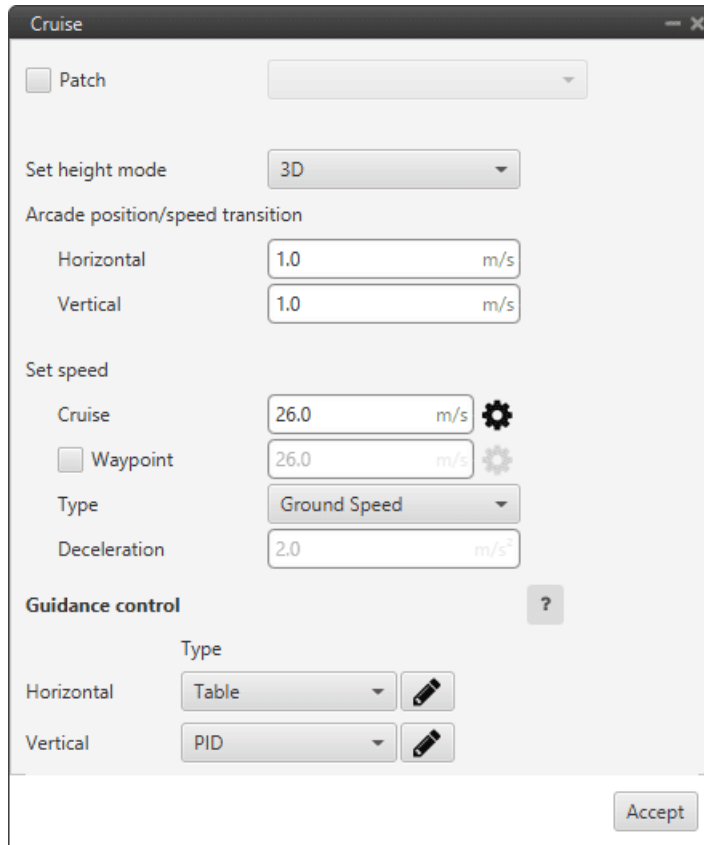 Cruise
Patch
Set height mode 3D
Arcade position/speed transition
Horizontal 1.0 m/s
Vertical 1.0 m/s
Set speed
Cruise 26.0 m/s
Waypoint 26.0 m/s
Type Ground Speed
Deceleration 2.0 m/s²
Guidance control ?
Type
Horizontal Table
Vertical PID
Accept